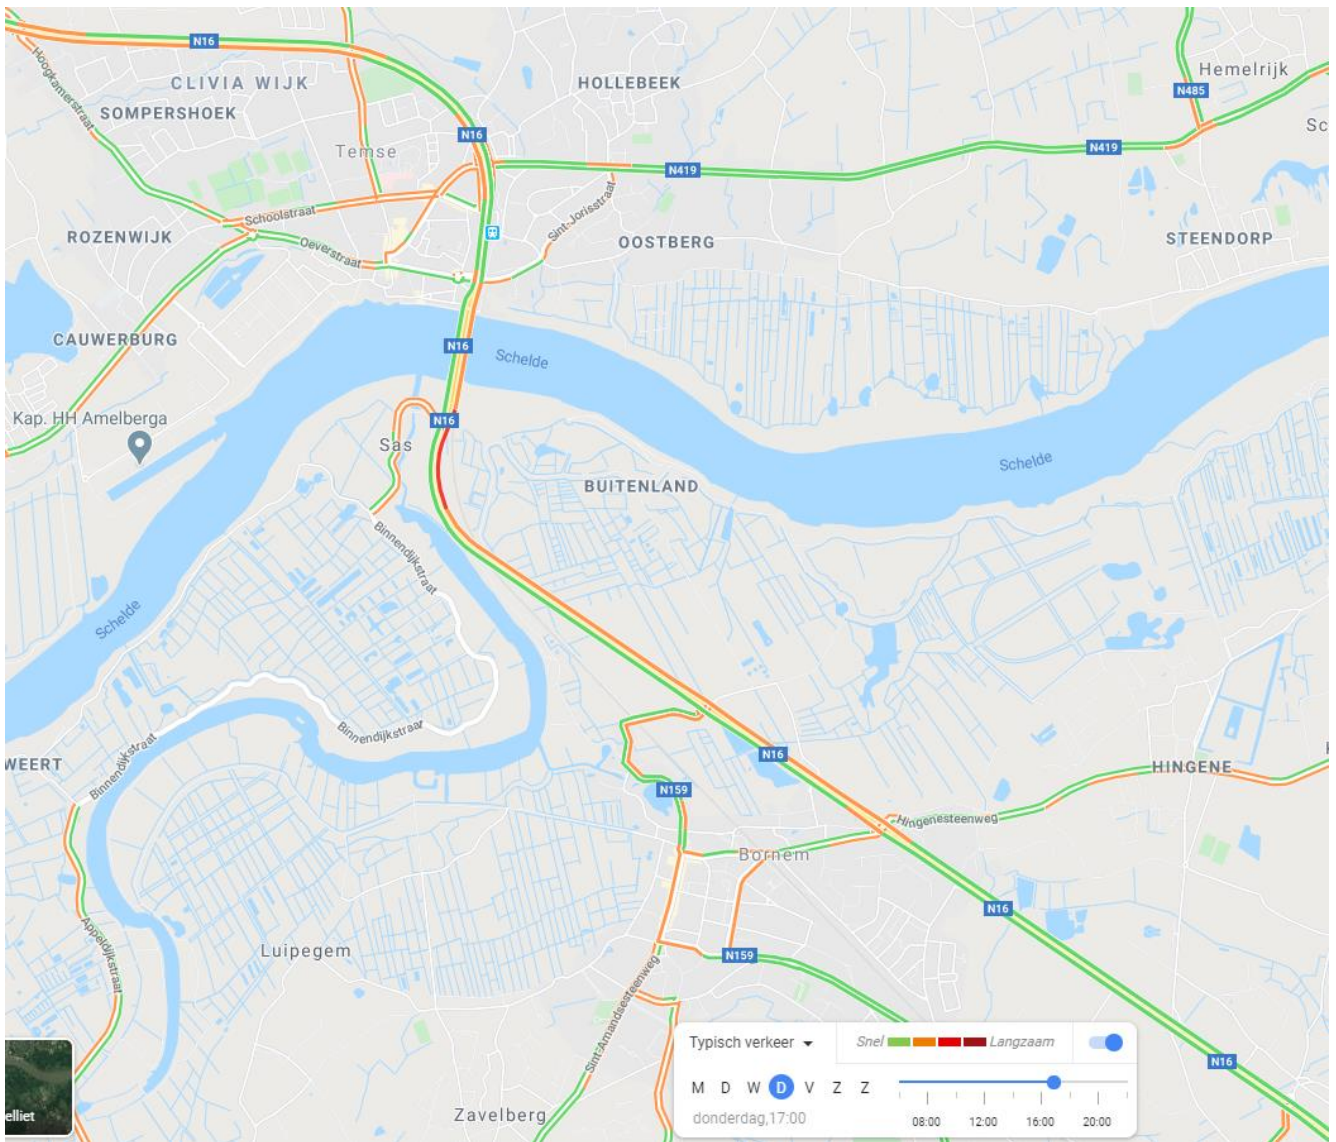 N16
Hoogkamerstraat
CLIVIA WIJK
HOLLEBEEK
Hemelrijk
N485
SOMPERSHOEK
N16
Temse
N419
N419
Sc
Schoolstraat
Sint-Jorisstraat
ROZENWIJK
Oeverstraat
OOSTBERG
STEENDORP
CAUWERBURG
N16
Schelde
Kap. HH Amelberga
N16
Sas
Schelde
BUITENLAND
Binnendijkstraat
Schelde
Binnendijkstraat
Binnendijkstraat
WEERT
N16
HINGENE
N159
Hingenesteenweg
Bornem
N16
Appeldijkstraat
Luipegem
N159
Sint-Amandsesteenweg
Typisch verkeer
Snel Langzaam
N16
M D W D V Z Z
elliet
Zavelberg
donderdag,17:00
08:00 12:00 16:00 20:00